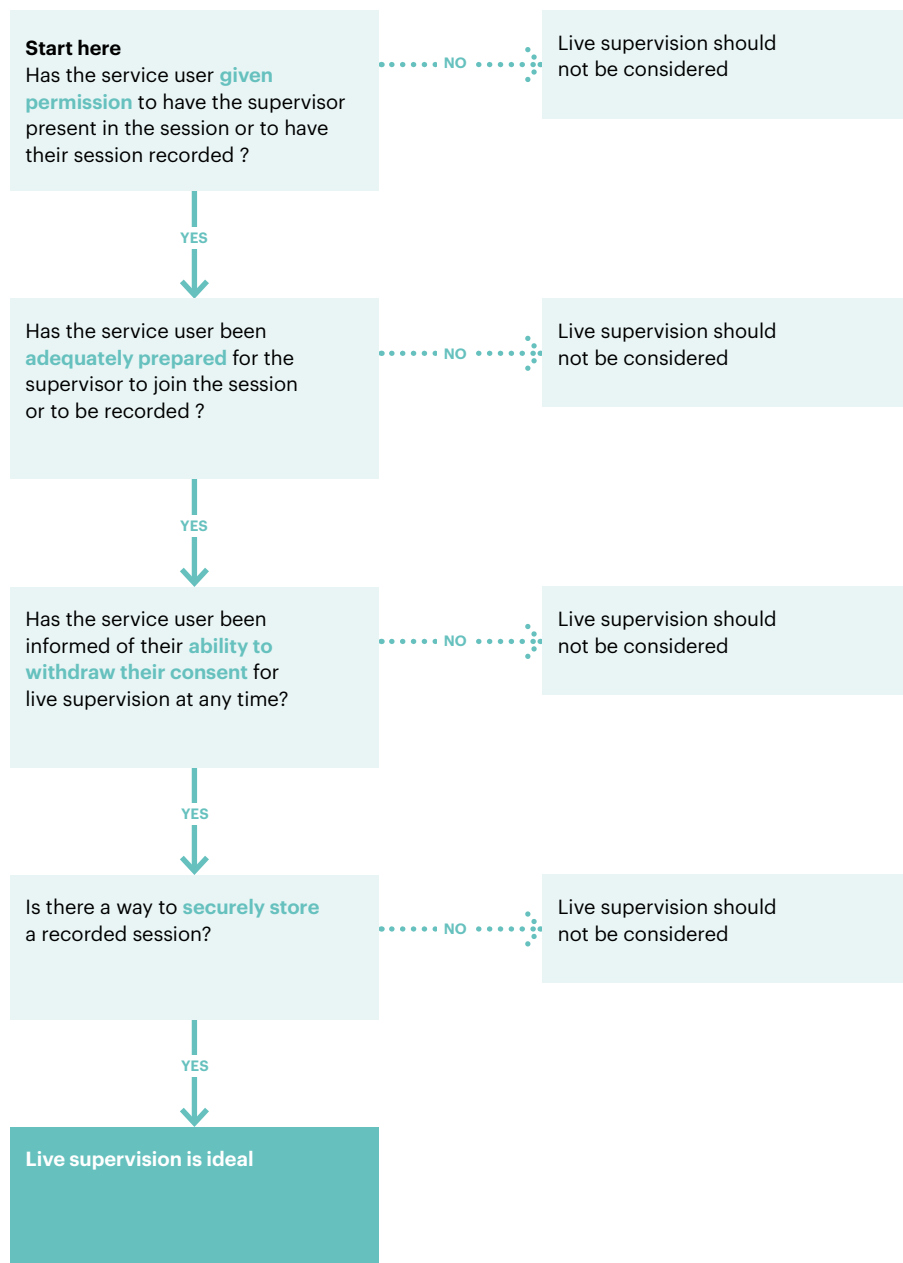 Start here
Has the service user given
permission to have the supervisor
present in the session or to have
their session recorded ?
NO
Live supervision should
not be considered
YES
Has the service user been
adequately prepared for the
supervisor to join the session
or to be recorded ?
NO
Live supervision should
not be considered
YES
Has the service user been
informed of their ability to
withdraw their consent for
live supervision at any time?
NO
Live supervision should
not be considered
YES
Is there a way to securely store
a recorded session?
NO
Live supervision should
not be considered
YES
Live supervision is ideal